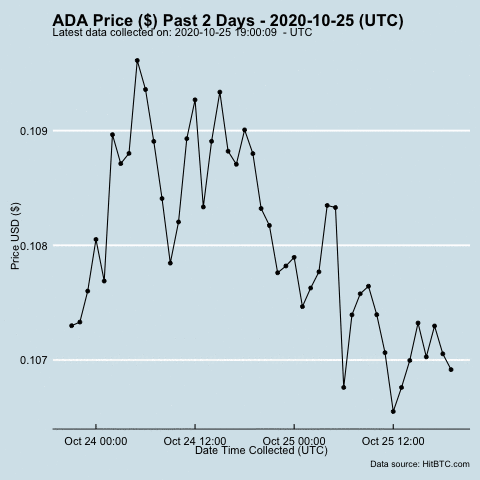 ADA Price ($) Past 2 Days - 2020-10-25 (UTC)
Latest data collected on: 2020-10-25 19:00:09 - UTC
0.109
0.108
0.107
Price USD ($)
Oct 24 00:00 Oct 24 12:00 Oct 25 00:00 Oct 25 12:00
Date Time Collected (UTC)
Data source: HitBTC.com